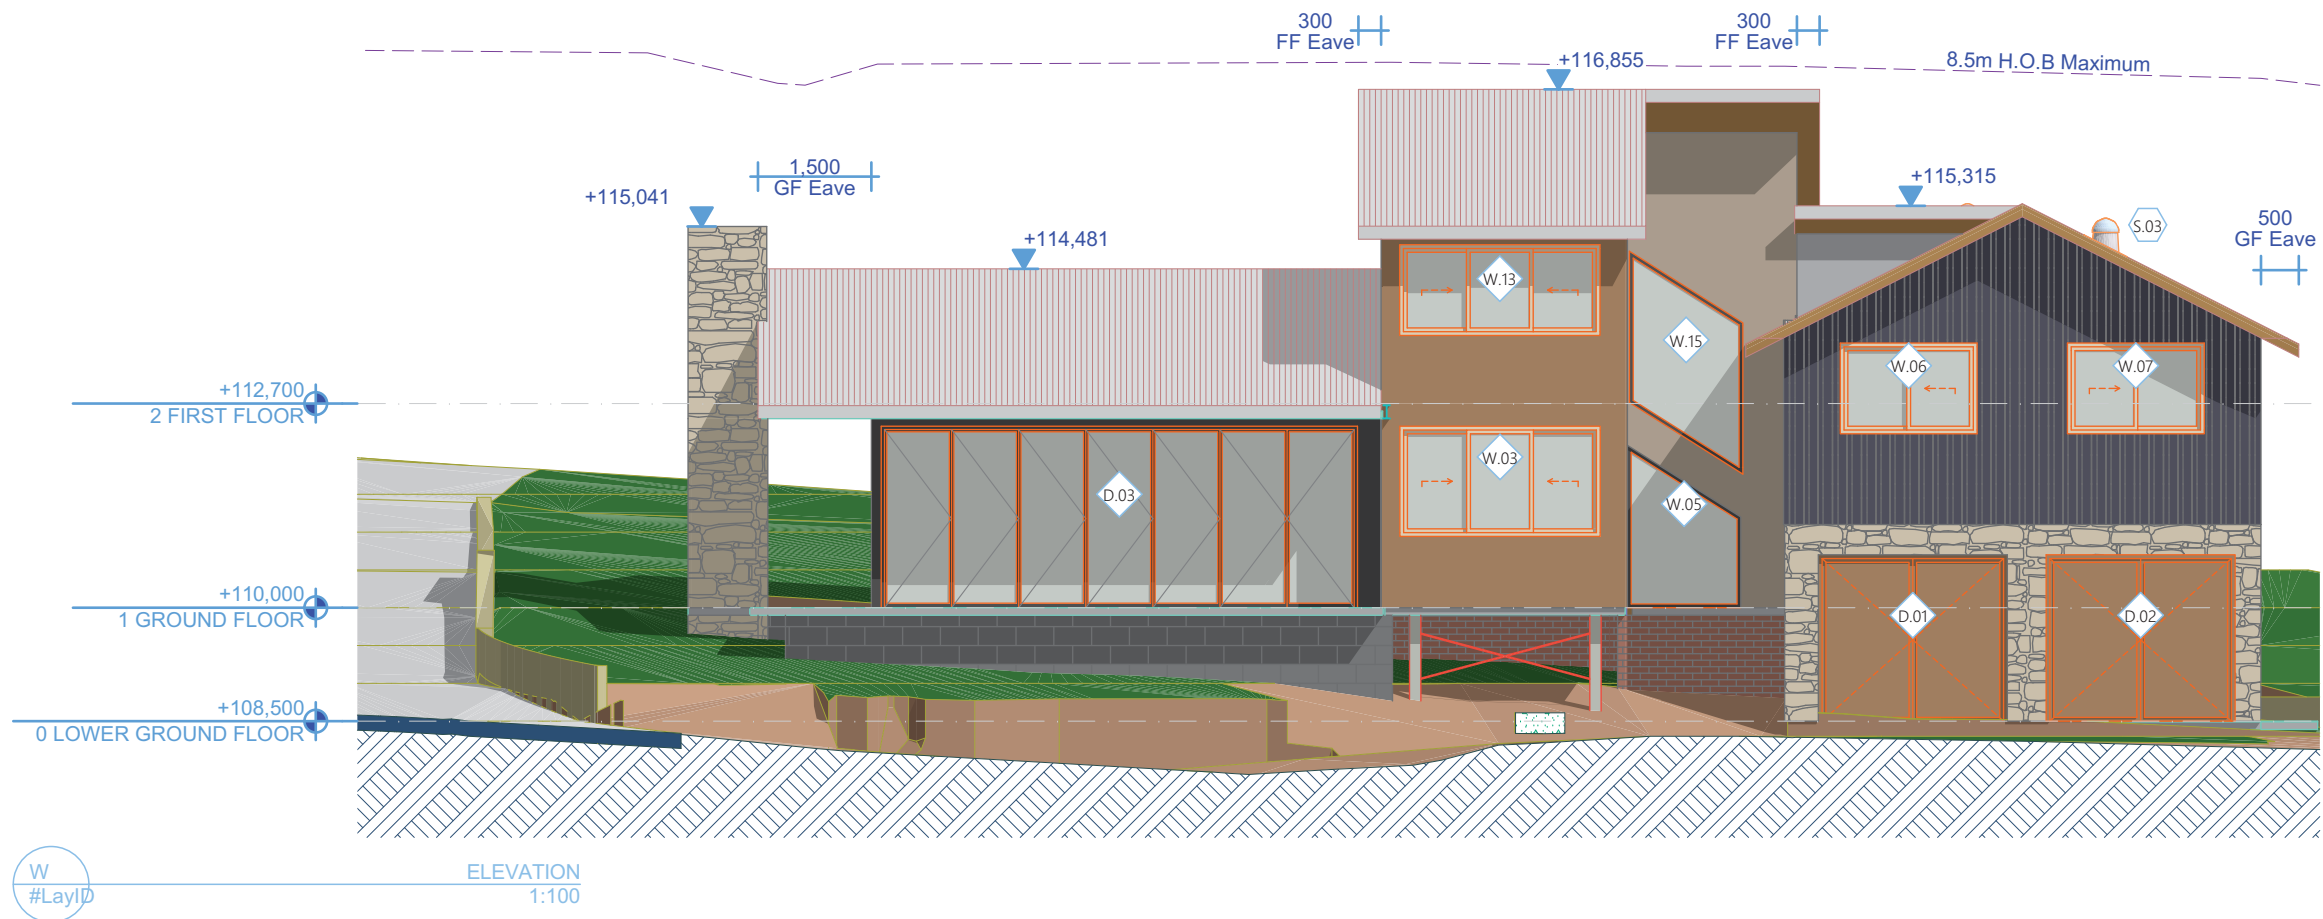 300
FF Eave
300
FF Eave
+116,855
8.5m H.O.B Maximum
1,500
GF Eave
+115,041
+115,315
+114,481
S.03
500
GF Eave
W.13
W.15
W.06
W.07
+112,700
2 FIRST FLOOR
W.03
D.03
W.05
+110,000
1 GROUND FLOOR
D.01
D.02
+108,500
0 LOWER GROUND FLOOR
W
ELEVATION
#LayID
1:100